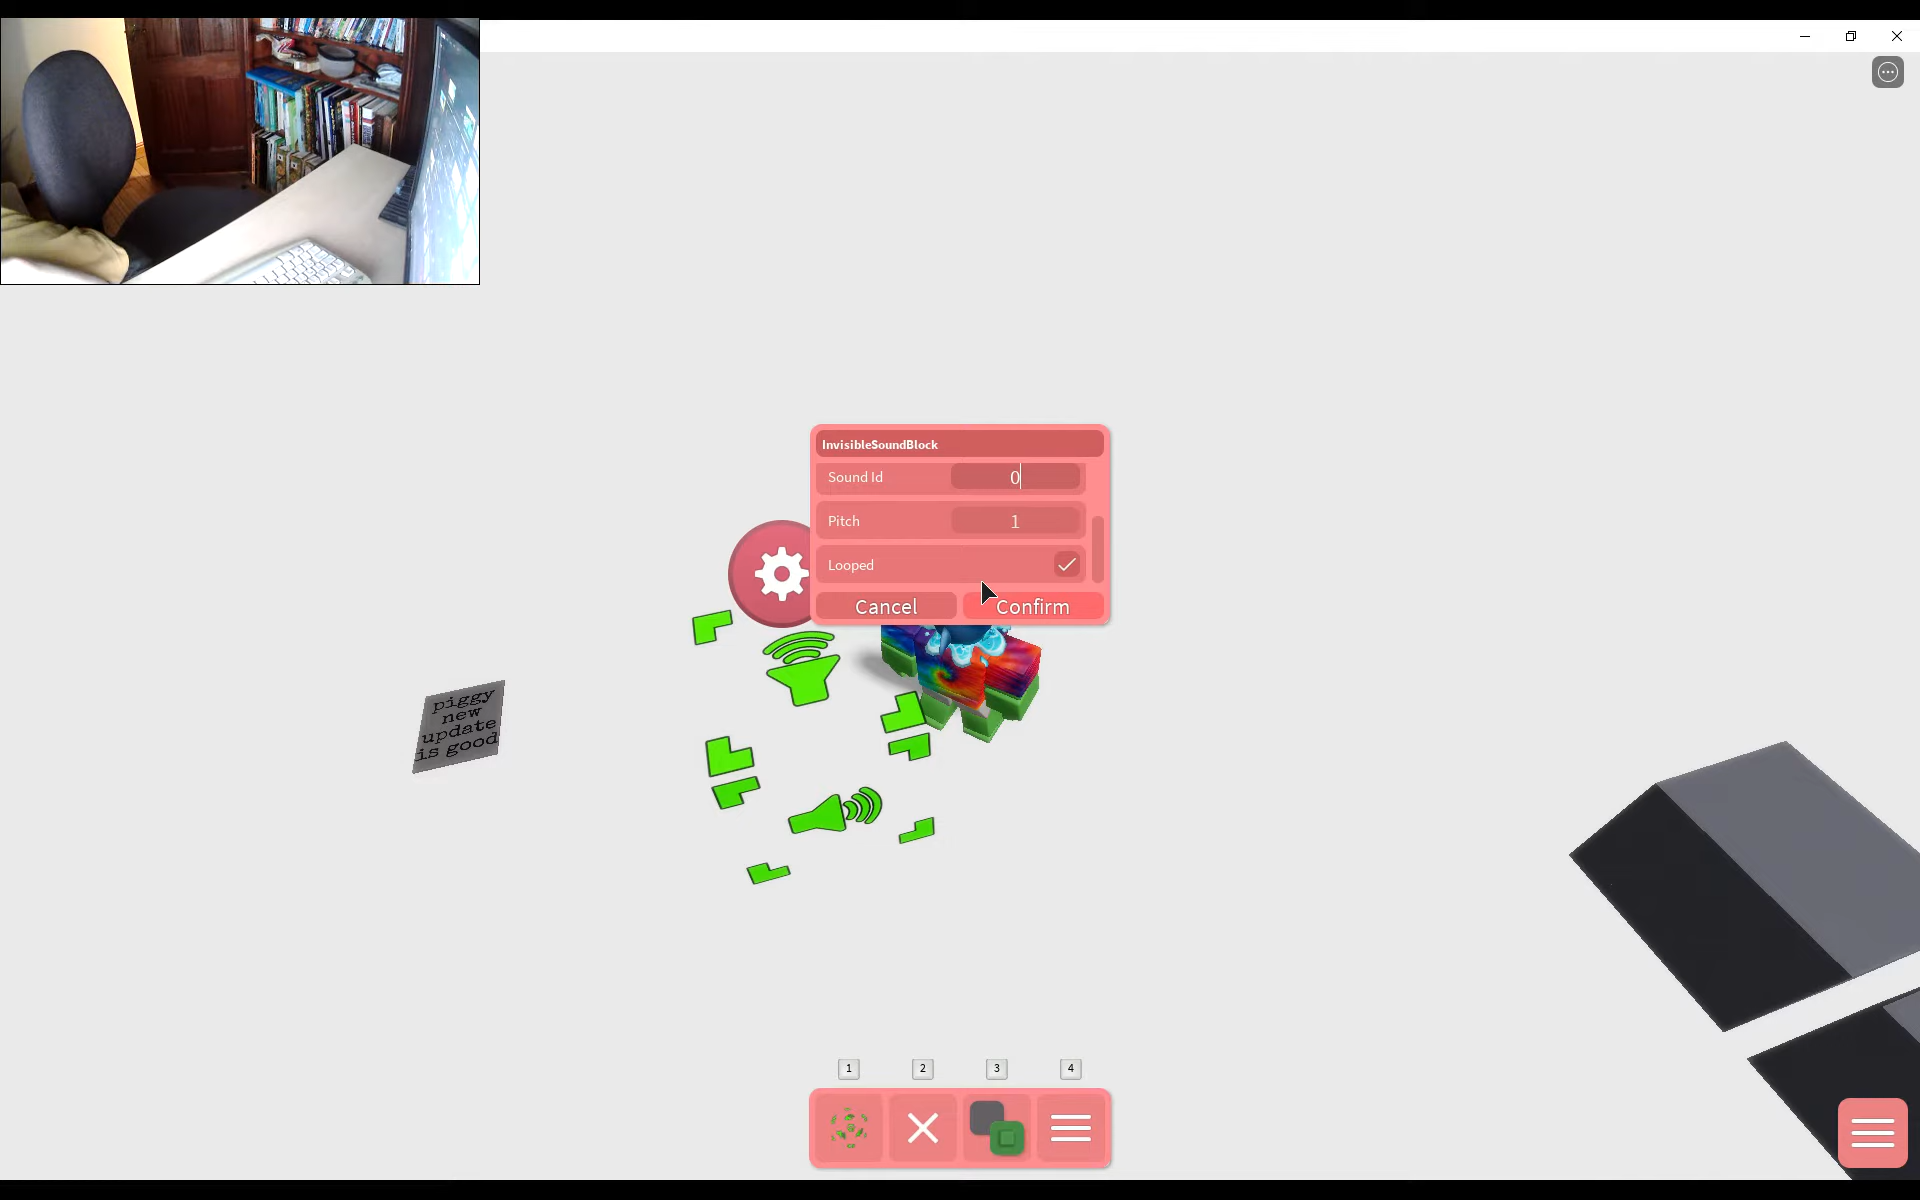 InvisibleSoundBlock
Sound Id
0
Pitch
1
Looped
Cancel
Confirm
piggy
new
update
is good
1
2
3
4